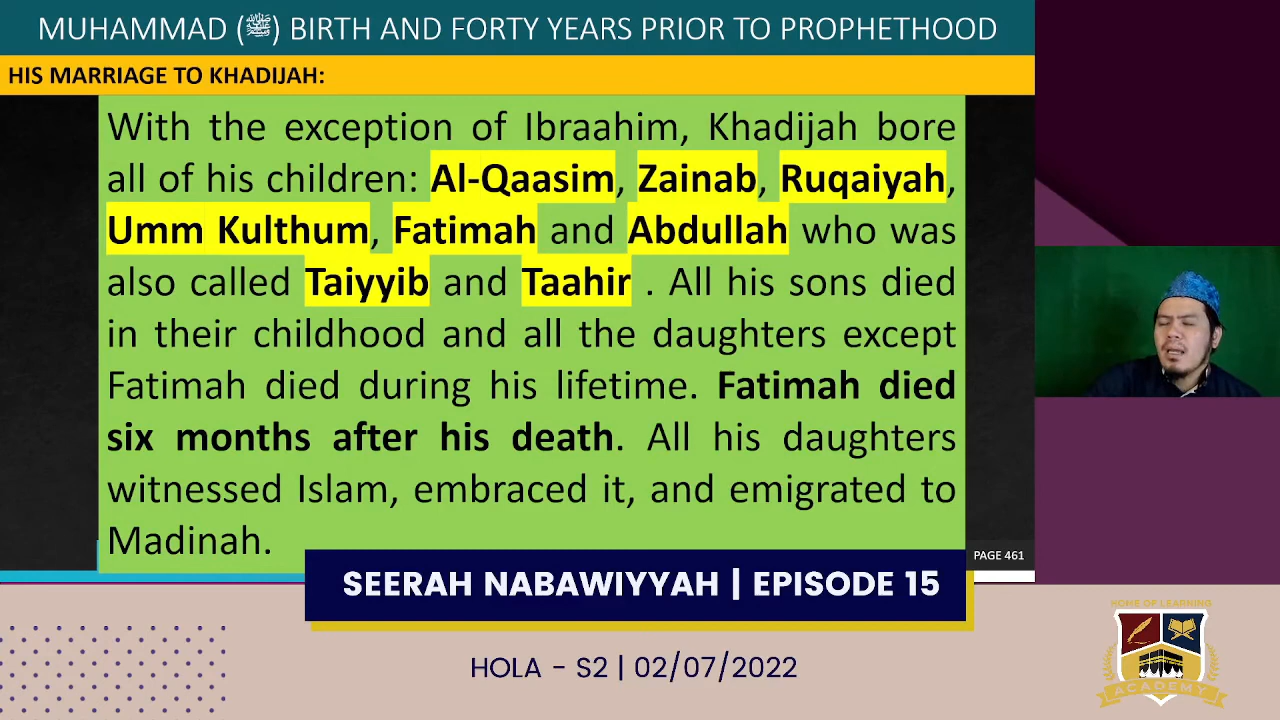 MUHAMMAD (ﷺ) BIRTH AND FORTY YEARS PRIOR TO PROPHETHOOD
HIS MARRIAGE TO KHADIJAH:
With the exception of Ibraahim, Khadijah bore
all of his children: Al-Qaasim, Zainab, Ruqaiyah,
Umm Kulthum, Fatimah and Abdullah who was
also called Taiyyib and Taahir . All his sons died
in their childhood and all the daughters except
Fatimah died during his lifetime. Fatimah died
six months after his death. All his daughters
witnessed Islam, embraced it, and emigrated to
Madinah.
PAGE 461
SEERAH NABAWIYYAH | EPISODE 15
HOLA - S2 | 02/07/2022
HOME OF LEARNING
ACADEMY